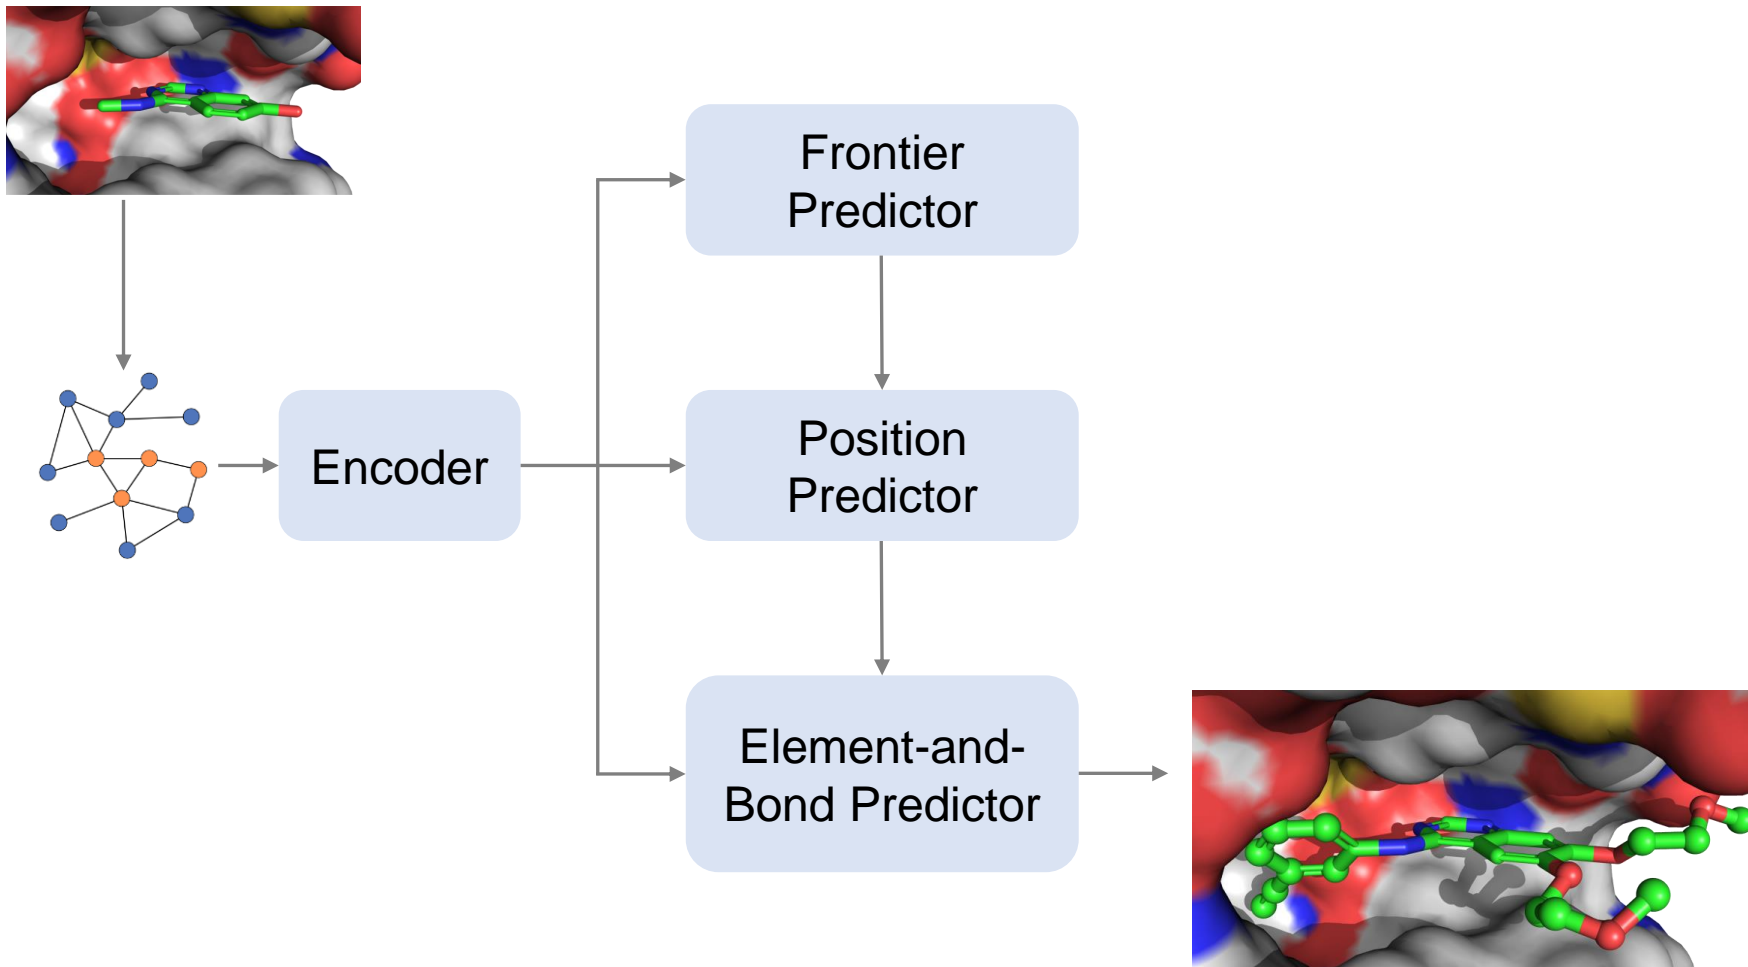 Frontier
Predictor
Encoder
Position
Predictor
Element-and-
Bond Predictor